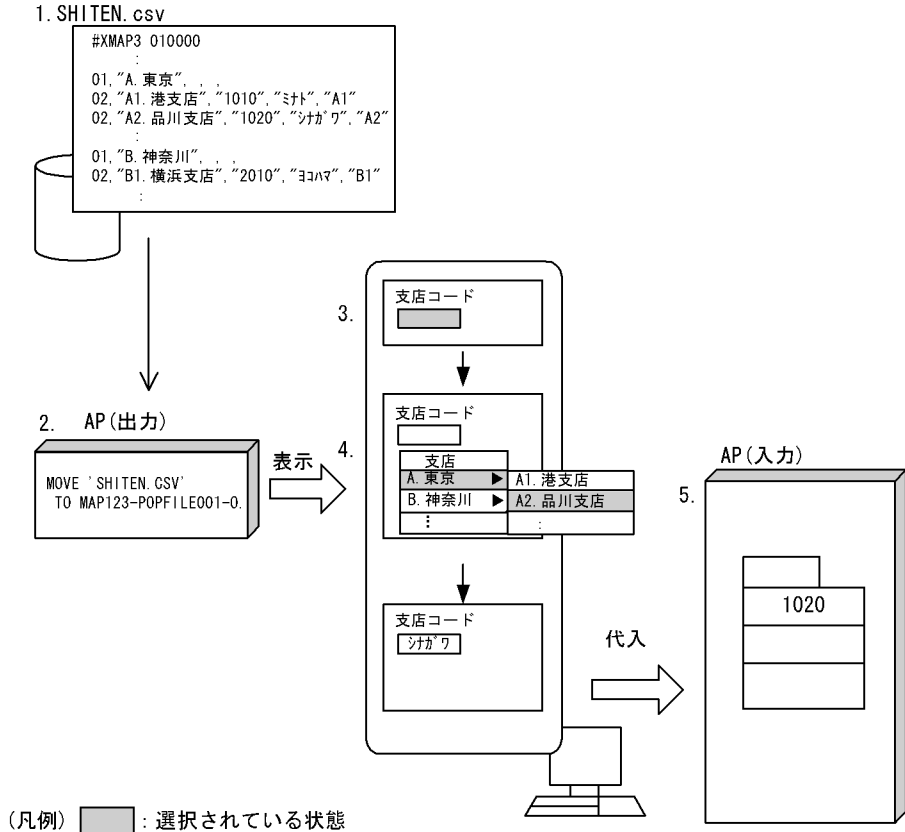 1. SHITEN. csv
#XMAP3 010000
:
01, ″A. 東京″, , ,
02, ″A1. 港支店″, ″1010″, ″ﾐﾅﾄ″, ″A1″
02, ″A2. 品川支店″, ″1020″, ″ｼﾅｶﾞﾜ″, ″A2″
:
01, ″B. 神奈川″, , ,
02, ″B1. 横浜支店″, ″2010″, ″ﾖｺﾊﾏ″, ″B1″
:
2. AP(出力)
MOVE 'SHITEN. CSV'
TO MAP123-POPFILE001-O.
表示
3.
支店コード
4.
支店コード
支店
A. 東京 ▶
B. 神奈川 ▶
⋮
A1. 港支店
A2. 品川支店
:
支店コード
ｼﾅｶﾞﾜ
代入
AP(入力)
5.
1020
(凡例) : 選択されている状態